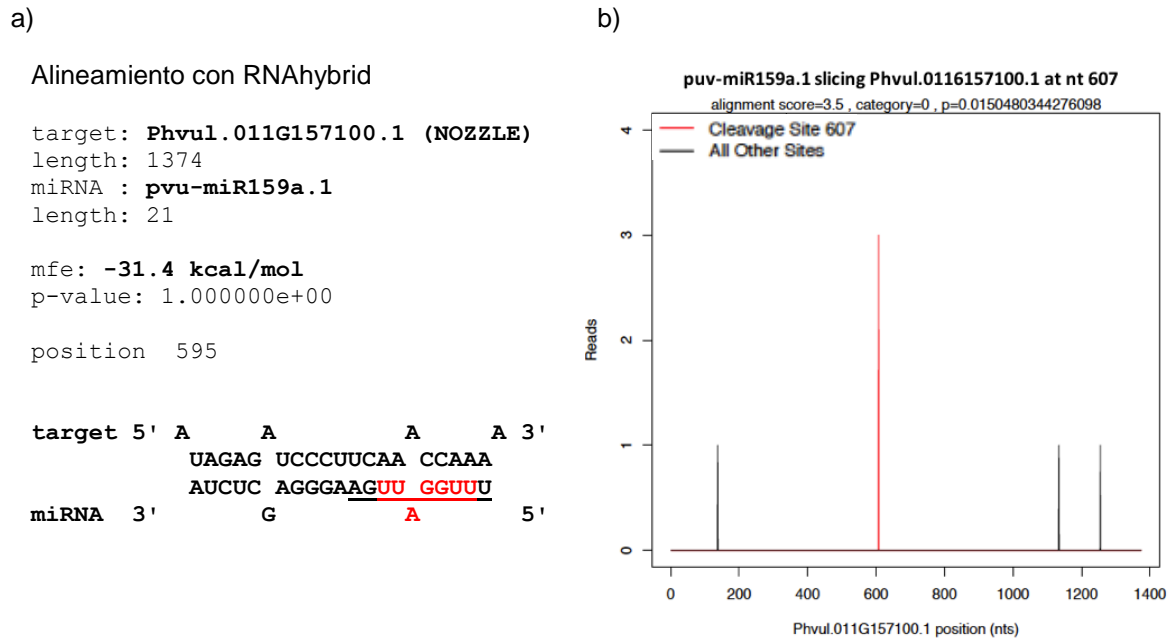 a)
Alineamiento con RNAhybrid
target: Phvul.011G157100.1 (NOZZLE)
length: 1374
miRNA : pvu-miR159a.1
length: 21
mfe: -31.4 kcal/mol
p-value: 1.000000e+00
position  595
target 5' A     A         A     A 3'
UAGAG UCCCUUCAA CCAAA
AUCUC AGGGAAGUU GGUUU
miRNA  3'       G         A       5'
b)
puv-miR159a.1 slicing Phvul.0116157100.1 at nt 607
alignment score=3.5 , category=0 , p=0.0150480344276098
Cleavage Site 607
All Other Sites
Reads
4
3
2
1
0
0 200 400 600 800 1000 1200 1400
Phvul.011G157100.1 position (nts)